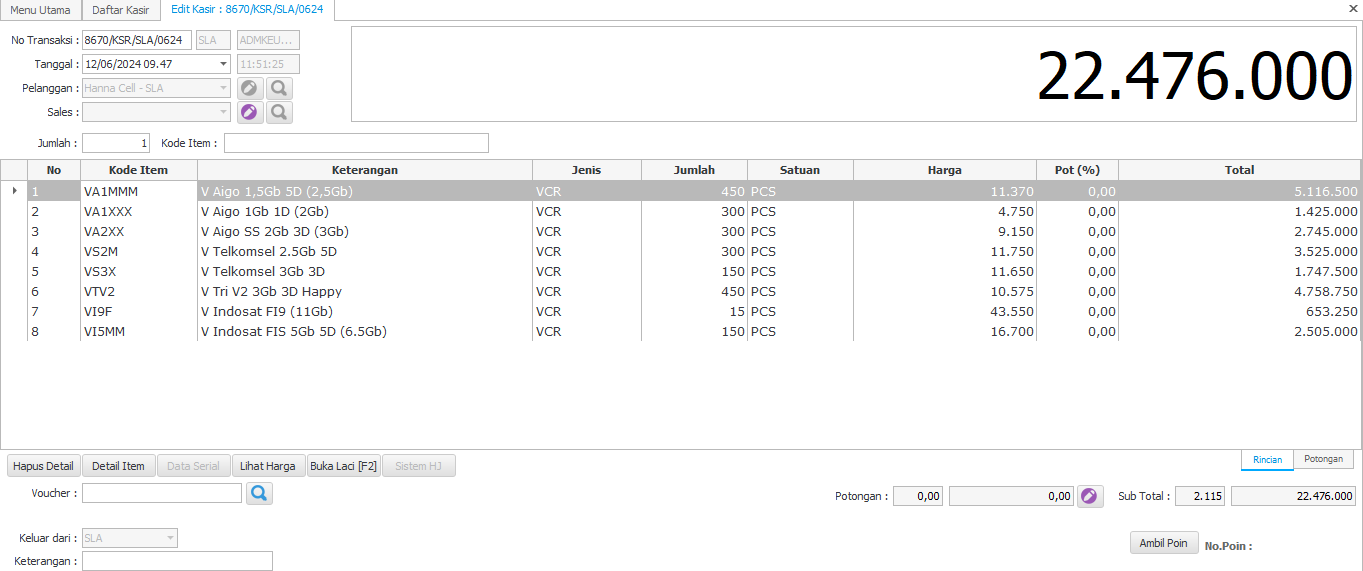 Menu Utama Daftar Kasir Edit Kasir : 8670/KSR/SLA/0624
No Transaksi : 8670/KSR/SLA/0624 SLA ADMKEU...
Tanggal : 12/06/2024 09.47 11:51:25
22.476.000
Pelanggan : Hanna Cell - SLA
Sales :
Jumlah : 1 Kode Item :
No Kode Item Keterangan Jenis Jumlah Satuan Harga Pot (%) Total
1 VA1MMM V Aigo 1,5Gb 5D (2,5Gb) VCR 450 PCS 11.370 0,00 5.116.500
2 VA1XXX V Aigo 1Gb 1D (2Gb) VCR 300 PCS 4.750 0,00 1.425.000
3 VA2XX V Aigo SS 2Gb 3D (3Gb) VCR 300 PCS 9.150 0,00 2.745.000
4 VS2M V Telkomsel 2.5Gb 5D VCR 300 PCS 11.750 0,00 3.525.000
5 VS3X V Telkomsel 3Gb 3D VCR 150 PCS 11.650 0,00 1.747.500
6 VTV2 V Tri V2 3Gb 3D Happy VCR 450 PCS 10.575 0,00 4.758.750
7 VI9F V Indosat FI9 (11Gb) VCR 15 PCS 43.550 0,00 653.250
8 VI5MM V Indosat FIS 5Gb 5D (6.5Gb) VCR 150 PCS 16.700 0,00 2.505.000
Hapus Detail Detail Item Data Serial Lihat Harga Buka Laci [F2] Sistem HJ Rincian Potongan
Voucher : Potongan : 0,00 0,00 Sub Total : 2.115 22.476.000
Keluar dari : SLA Ambil Poin No.Poin :
Keterangan :